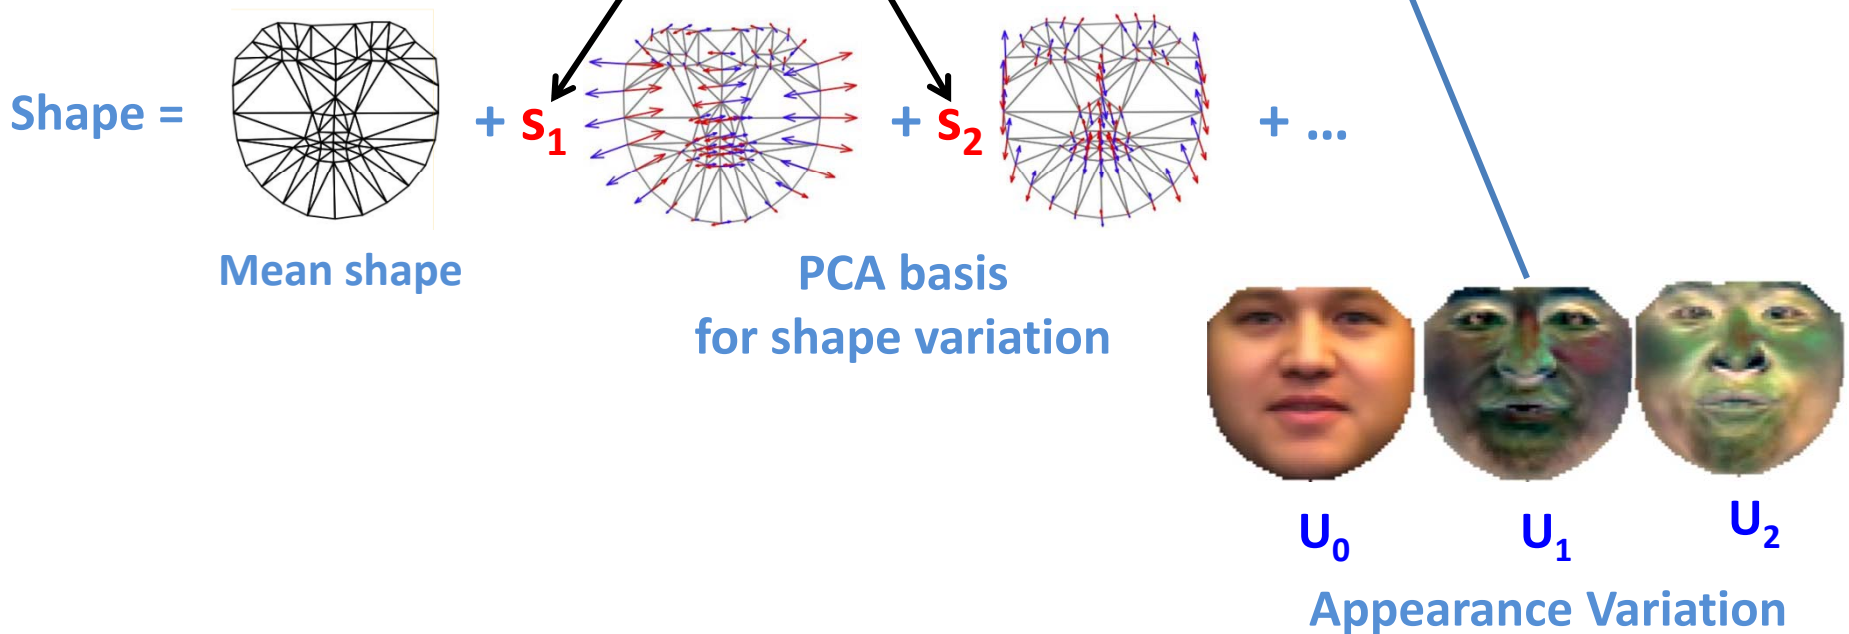 Shape = + s₁ + s₂ + ...
Mean shape
PCA basis
for shape variation
U₀ U₁ U₂
Appearance Variation